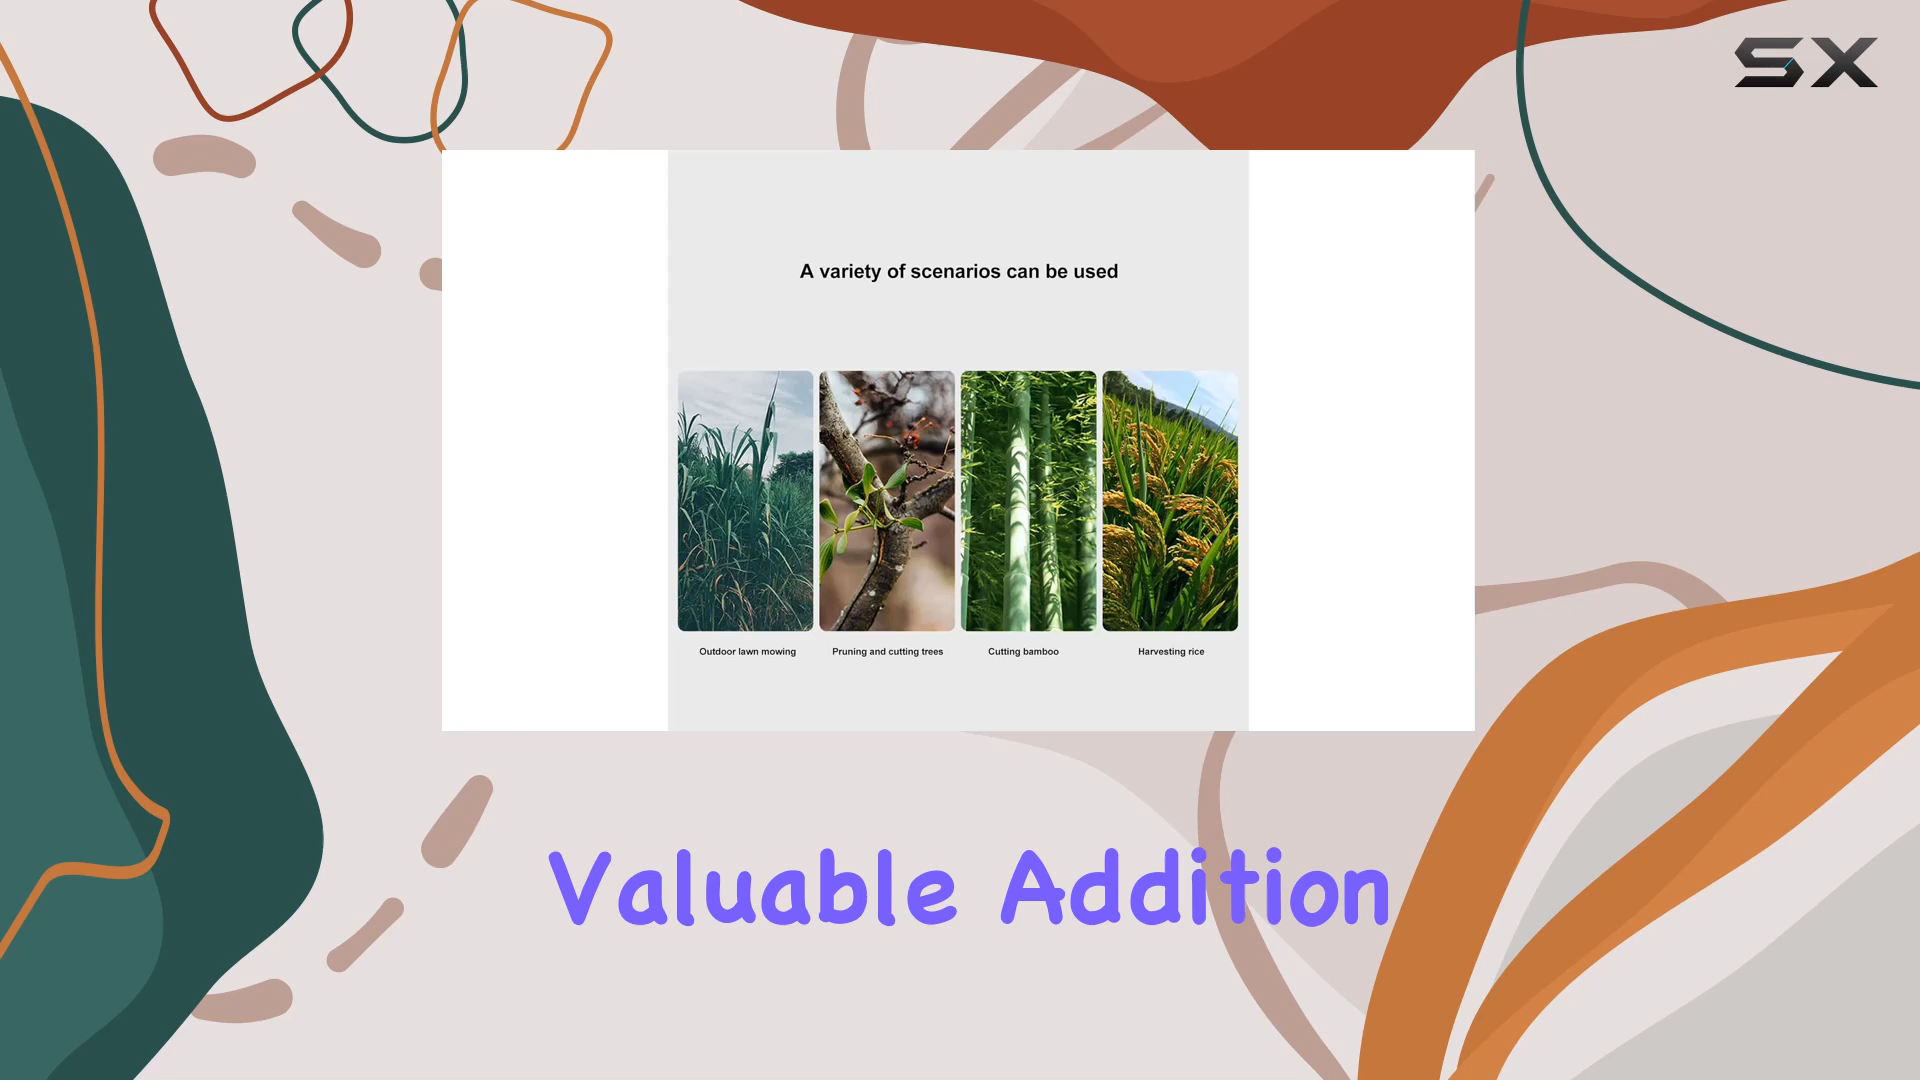 SX
A variety of scenarios can be used
Outdoor lawn mowing Pruning and cutting trees Cutting bamboo Harvesting rice
Valuable Addition